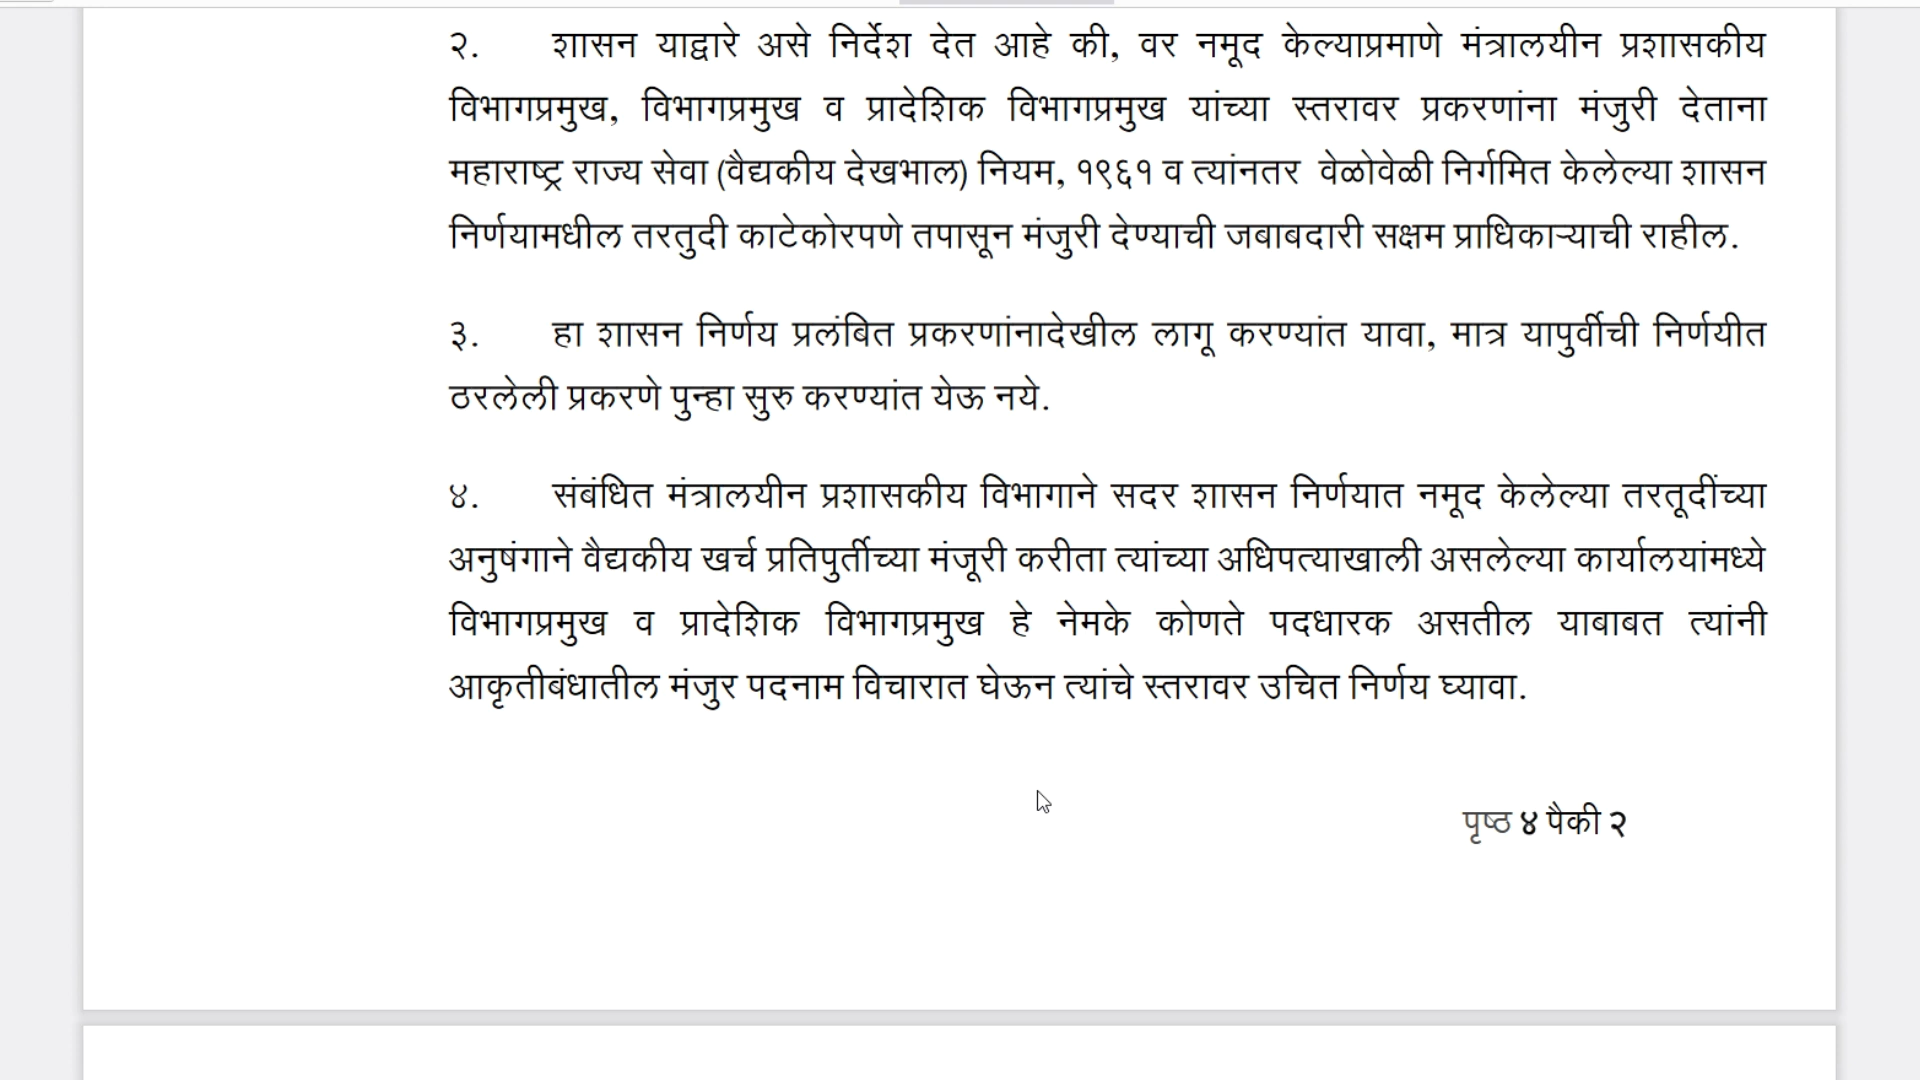 २. शासन याद्वारे असे निर्देश देत आहे की, वर नमूद केल्याप्रमाणे मंत्रालयीन प्रशासकीय
विभागप्रमुख, विभागप्रमुख व प्रादेशिक विभागप्रमुख यांच्या स्तरावर प्रकरणांना मंजुरी देताना
महाराष्ट्र राज्य सेवा (वैद्यकीय देखभाल) नियम, १९६१ व त्यांनतर वेळोवेळी निर्गमित केलेल्या शासन
निर्णयामधील तरतुदी काटेकोरपणे तपासून मंजुरी देण्याची जबाबदारी सक्षम प्राधिकाऱ्याची राहील.
३. हा शासन निर्णय प्रलंबित प्रकरणांनादेखील लागू करण्यांत यावा, मात्र यापुर्वीची निर्णयीत
ठरलेली प्रकरणे पुन्हा सुरु करण्यांत येऊ नये.
४. संबंधित मंत्रालयीन प्रशासकीय विभागाने सदर शासन निर्णयात नमूद केलेल्या तरतूदींच्या
अनुषंगाने वैद्यकीय खर्च प्रतिपुर्तीच्या मंजूरी करीता त्यांच्या अधिपत्याखाली असलेल्या कार्यालयांमध्ये
विभागप्रमुख व प्रादेशिक विभागप्रमुख हे नेमके कोणते पदधारक असतील याबाबत त्यांनी
आकृतीबंधातील मंजुर पदनाम विचारात घेऊन त्यांचे स्तरावर उचित निर्णय घ्यावा.
पृष्ठ ४ पैकी २